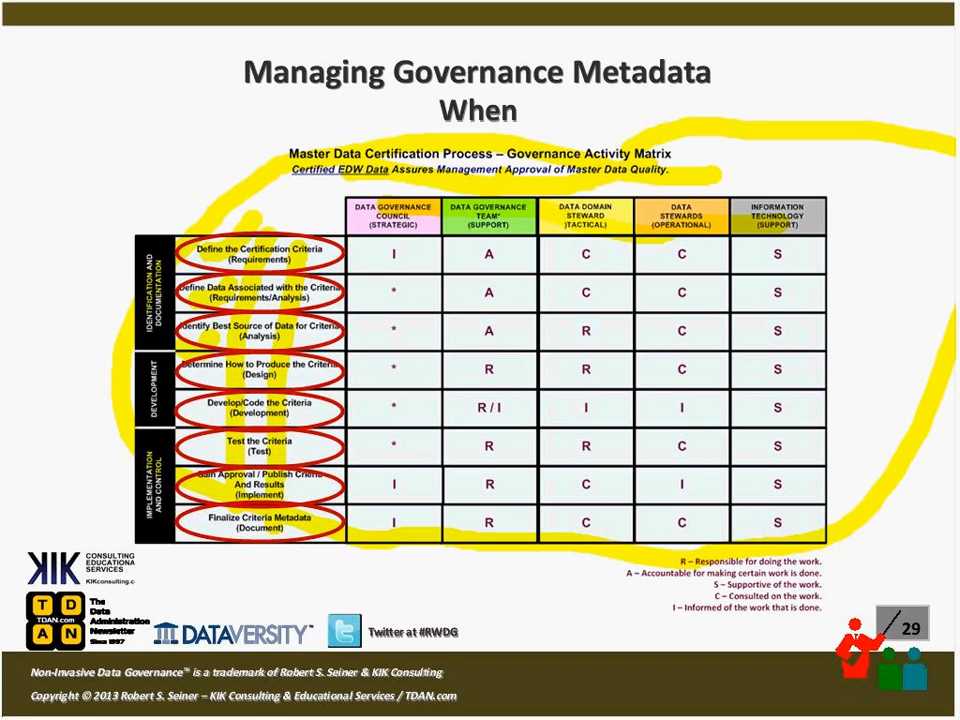 Managing Governance Metadata
When
Master Data Certification Process – Governance Activity Matrix
Certified EDW Data Assures Management Approval of Master Data Quality.
DATA GOVERNANCE COUNCIL (STRATEGIC)
DATA GOVERNANCE TEAM* (SUPPORT)
DATA DOMAIN STEWARD )TACTICAL)
DATA STEWARDS (OPERATIONAL)
INFORMATION TECHNOLOGY (SUPPORT)
IDENTIFICATION AND DOCUMENTATION
Define the Certification Criteria
(Requirements)
I A C C S
Define Data Associated with the Criteria
(Requirements/Analysis)
* A C C S
Identify Best Source of Data for Criteria
(Analysis)
* A R C S
DEVELOPMENT
Determine How to Produce the Criteria
(Design)
* R R C S
Develop/Code the Criteria
(Development)
* R / I I I S
IMPLEMENTATION AND CONTROL
Test the Criteria
(Test)
* R R C S
Gain Approval / Publish Criteria
And Results
(Implement)
I R C I S
Finalize Criteria Metadata
(Document)
I R C C S
R – Responsible for doing the work.
A – Accountable for making certain work is done.
S – Supportive of the work.
C – Consulted on the work.
I – Informed of the work that is done.
KIK
CONSULTING
EDUCATIONA
SERVICES
KIKconsulting.c
T D
TDAN.com
A N
The
Data
Administration
Newsletter
Since 1997
DATAVERSITY™
Twitter at #RWDG
29
Non-Invasive Data Governance™ is a trademark of Robert S. Seiner & KIK Consulting
Copyright © 2013 Robert S. Seiner – KIK Consulting & Educational Services / TDAN.com